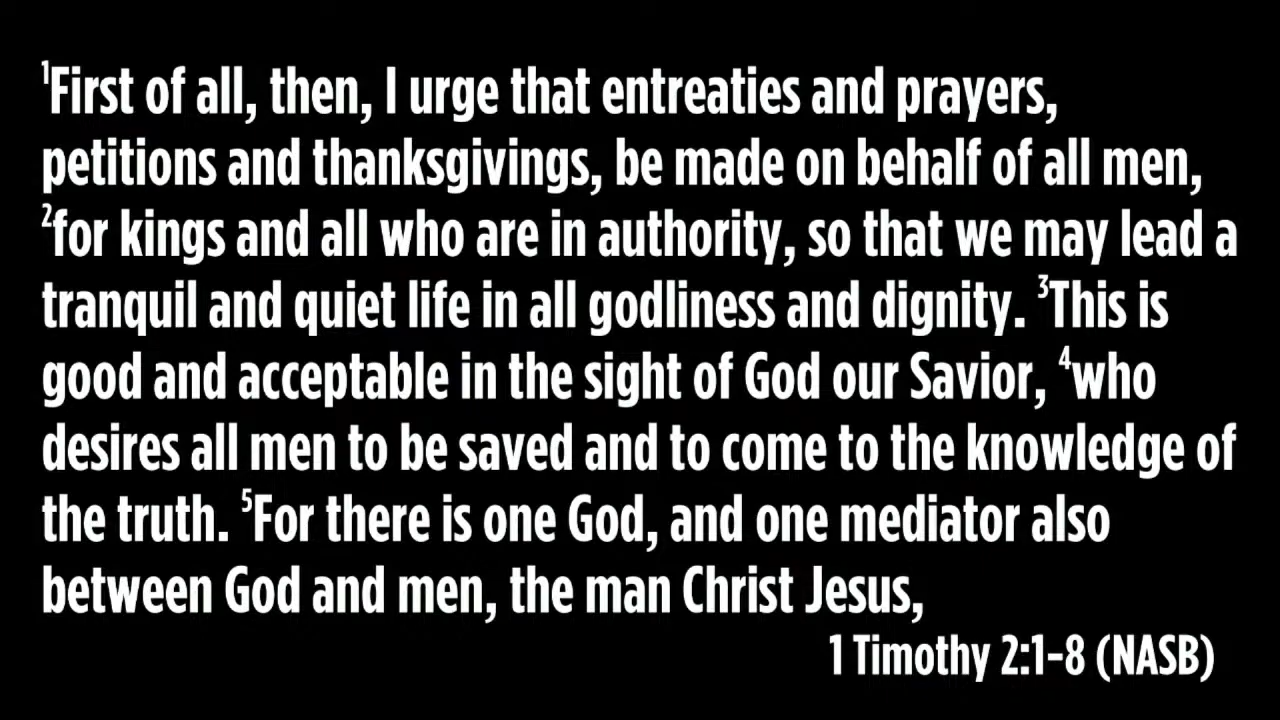 ¹First of all, then, I urge that entreaties and prayers,
petitions and thanksgivings, be made on behalf of all men,
²for kings and all who are in authority, so that we may lead a
tranquil and quiet life in all godliness and dignity. ³This is
good and acceptable in the sight of God our Savior, ⁴who
desires all men to be saved and to come to the knowledge of
the truth. ⁵For there is one God, and one mediator also
between God and men, the man Christ Jesus,
1 Timothy 2:1-8 (NASB)